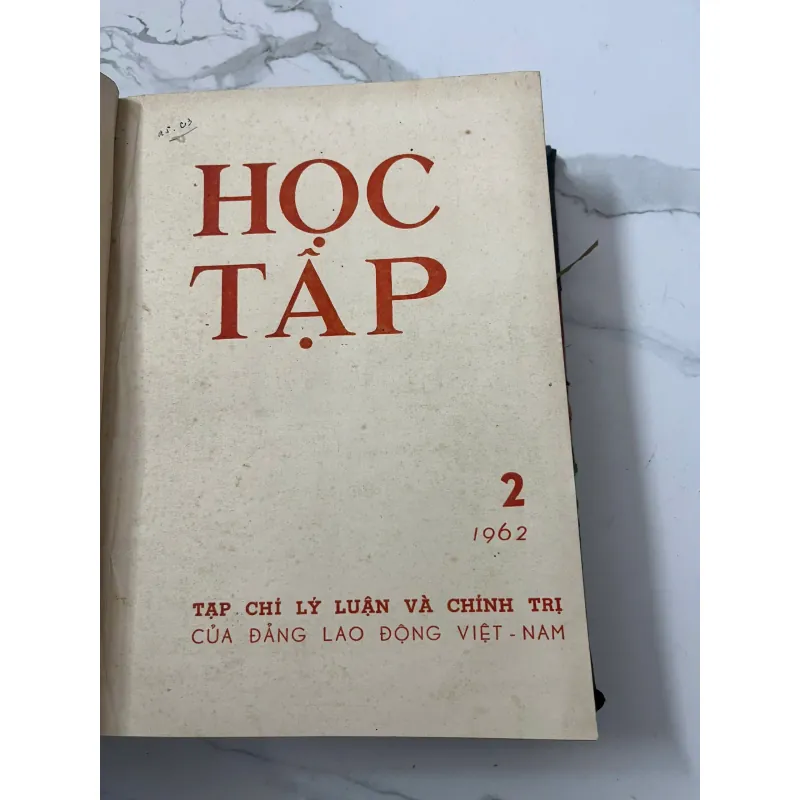 HỌC
TẬP
2
1962
TẠP CHÍ LÝ LUẬN VÀ CHÍNH TRỊ
CỦA ĐẢNG LAO ĐỘNG VIỆT - NAM